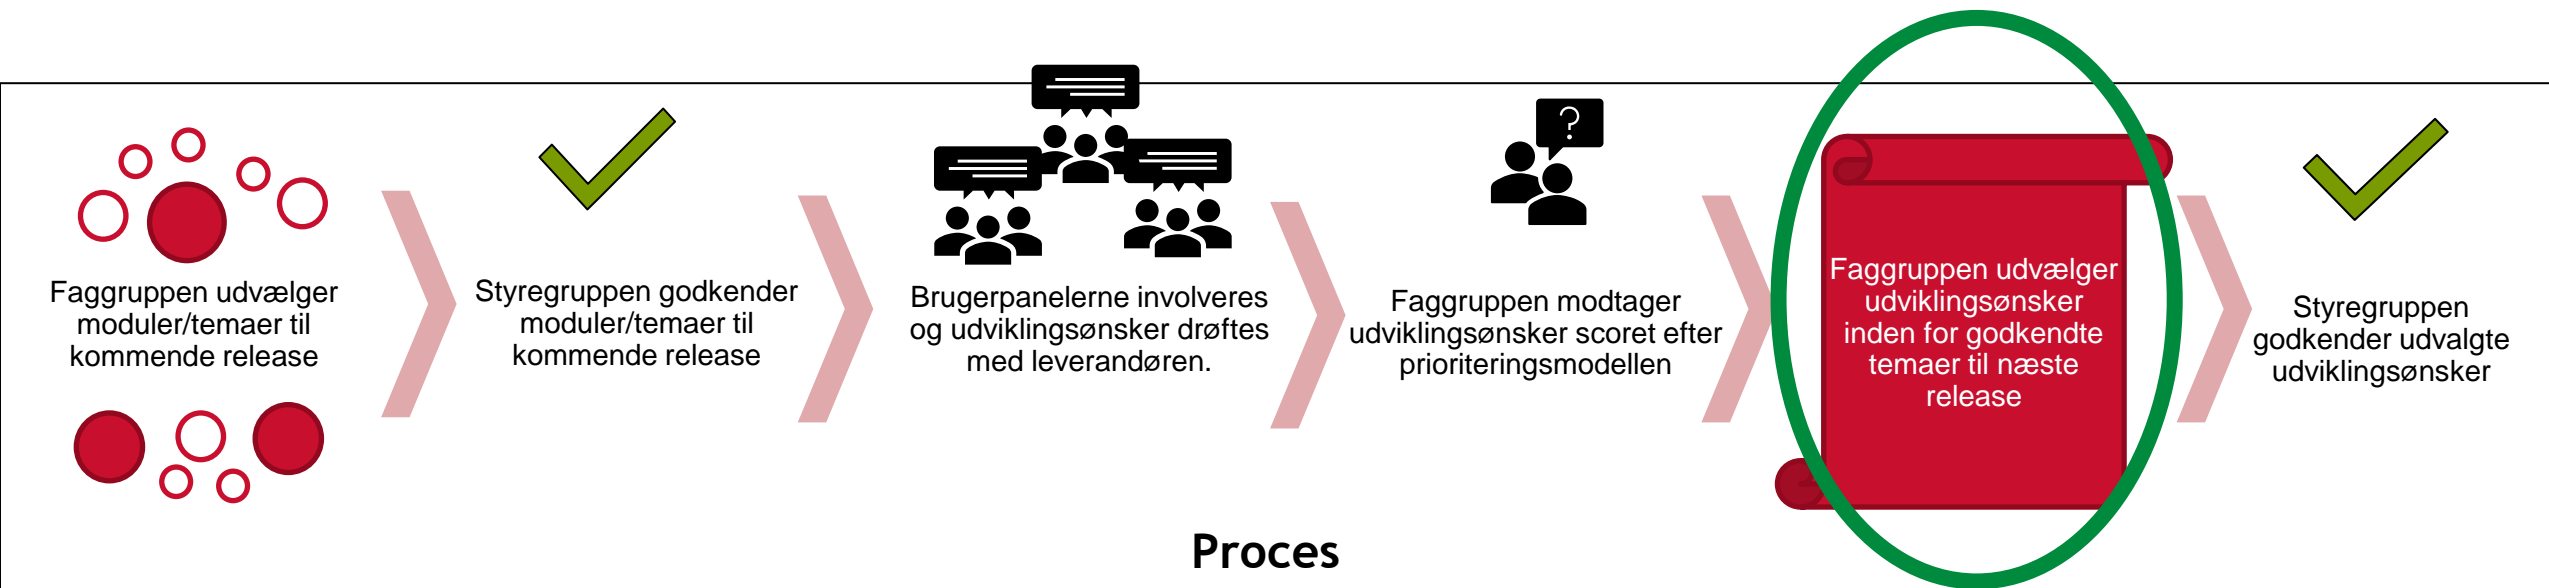 Faggruppen udvælger
moduler/temaer til
kommende release
Styregruppen godkender
moduler/temaer til
kommende release
Brugerpanelerne involveres
og udviklingsønsker drøftes
med leverandøren.
?
Faggruppen modtager
udviklingsønsker scoret efter
prioriteringsmodellen
Faggruppen udvælger
udviklingsønsker
inden for godkendte
temaer til næste
release
Styregruppen
godkender udvalgte
udviklingsønsker
Proces